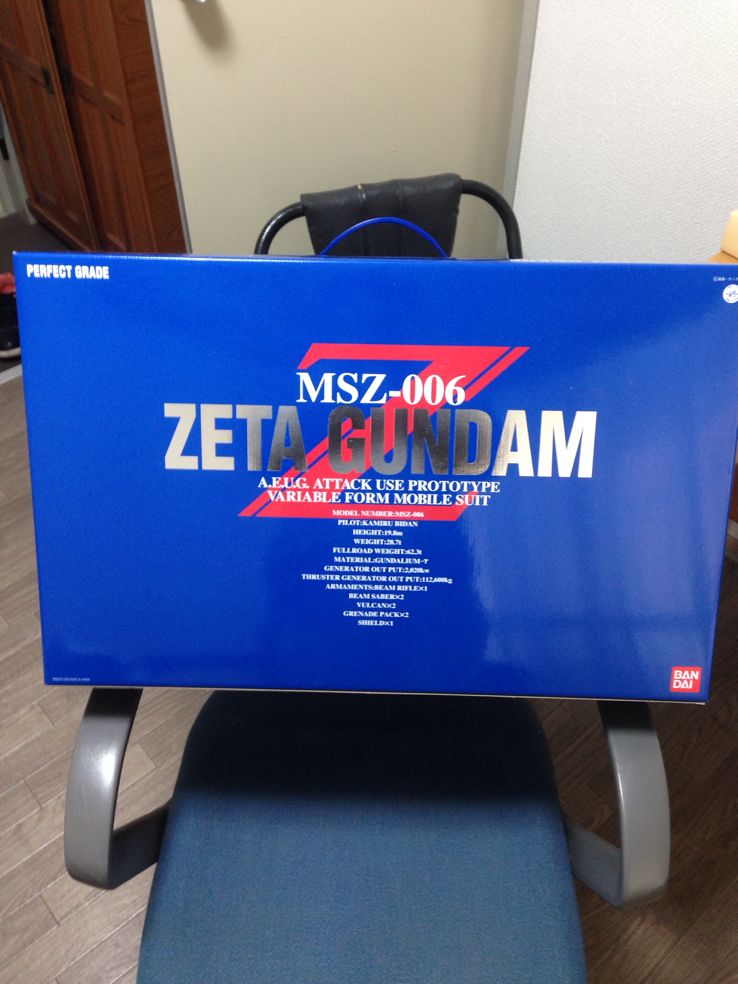 PERFECT GRADE
MSZ-006
ZETA GUNDAM
A.E.U.G. ATTACK USE PROTOTYPE
VARIABLE FORM MOBILE SUIT
MODEL NUMBER:MSZ-006
PILOT:KAMIRU BIDAN
HEIGHT:19.8m
WEIGHT:28.7t
FULLROAD WEIGHT:62.3t
MATERIAL:GUNDALIUM-γ
GENERATOR OUT PUT:2,020kw
THRUSTER GENERATOR OUT PUT:112,600kg
ARMAMENTS:BEAM RIFLE×1
BEAM SABER×2
VULCAN×2
GRENADE PACK×2
SHIELD×1
BAN
DAI